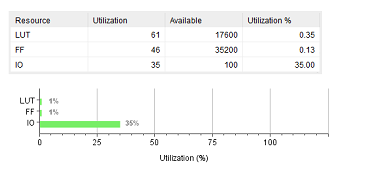 Resource Utilization Available Utilization %
LUT 61 17600 0.35
FF 46 35200 0.13
IO 35 100 35.00
LUT 1%
FF 1%
IO 35%
0 25 50 75 100
Utilization (%)